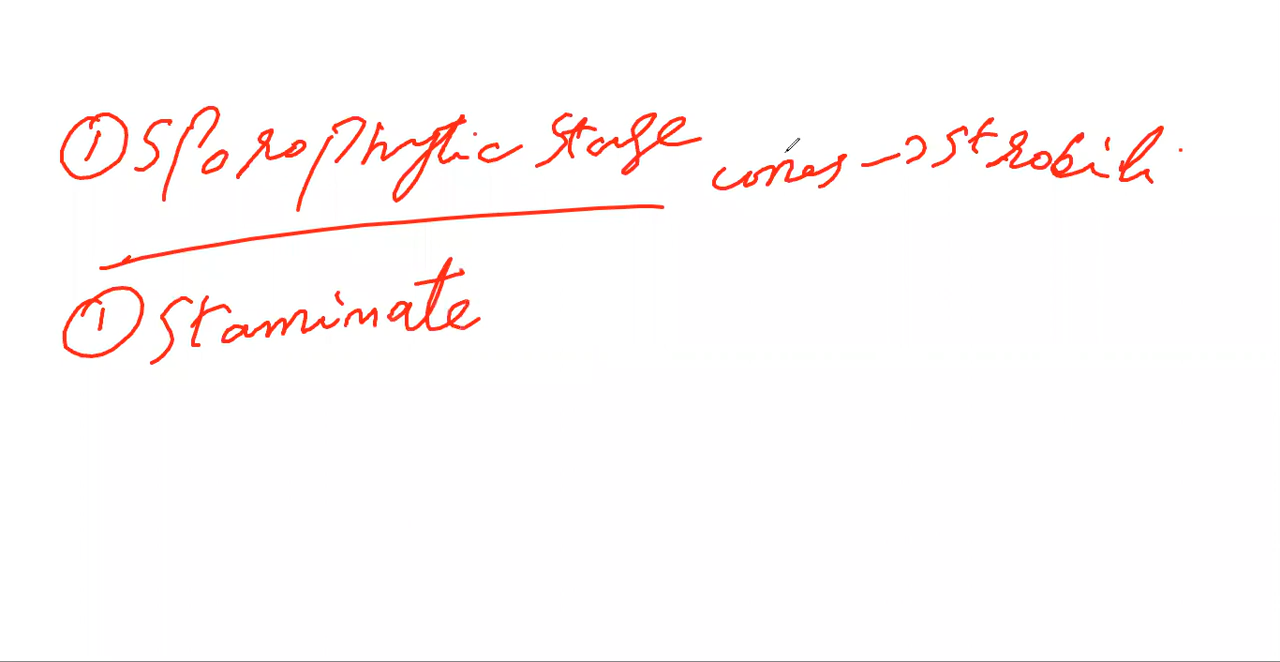 ① Sporophytic stage cones → strobili
① Staminate